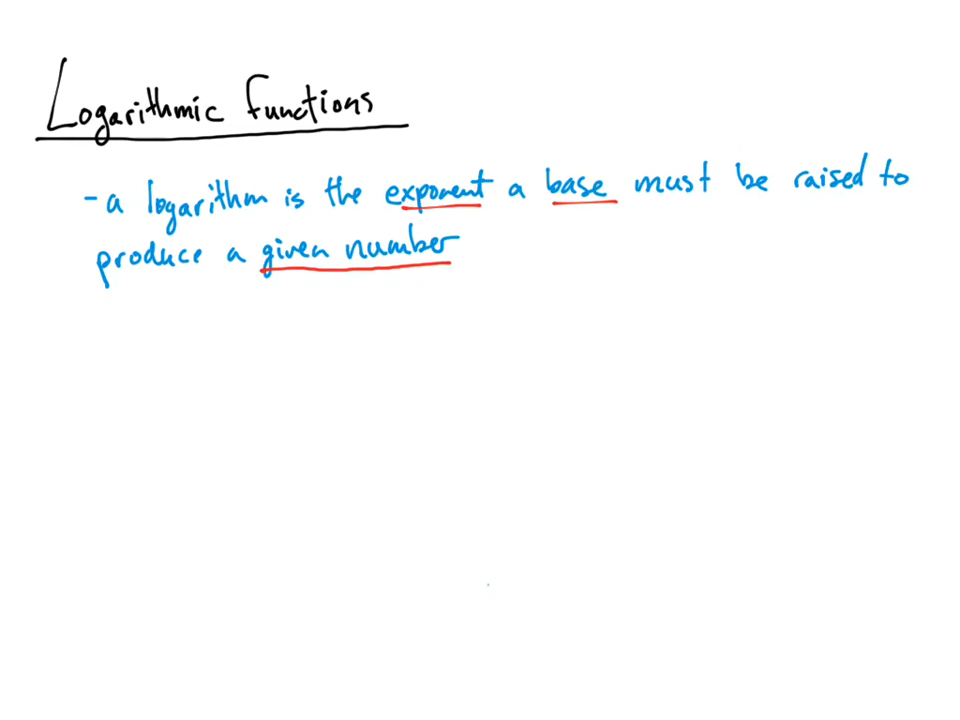 Logarithmic Functions
- a logarithm is the exponent a base must be raised to
produce a given number